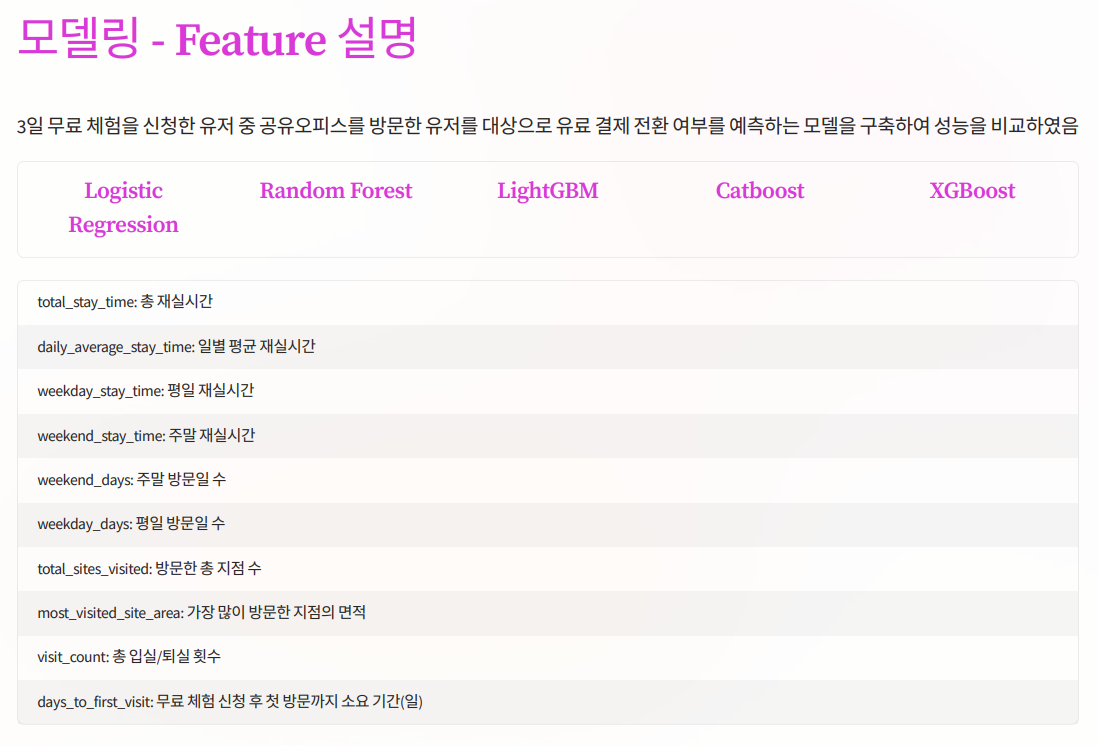 모델링 - Feature 설명
3일 무료 체험을 신청한 유저 중 공유오피스를 방문한 유저를 대상으로 유료 결제 전환 여부를 예측하는 모델을 구축하여 성능을 비교하였음
Logistic
Regression
Random Forest
LightGBM
Catboost
XGBoost
total_stay_time: 총 재실시간
daily_average_stay_time: 일별 평균 재실시간
weekday_stay_time: 평일 재실시간
weekend_stay_time: 주말 재실시간
weekend_days: 주말 방문일 수
weekday_days: 평일 방문일 수
total_sites_visited: 방문한 총 지점 수
most_visited_site_area: 가장 많이 방문한 지점의 면적
visit_count: 총 입실/퇴실 횟수
days_to_first_visit: 무료 체험 신청 후 첫 방문까지 소요 기간(일)